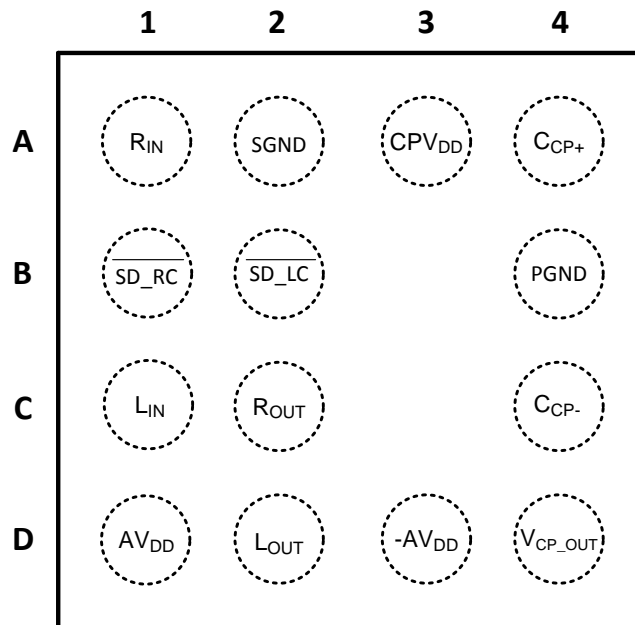 1 2 3 4
A R_IN SGND CPV_DD C_CP+
B SD_RC SD_LC PGND
C L_IN R_OUT C_CP-
D AV_DD L_OUT -AV_DD V_CP_OUT